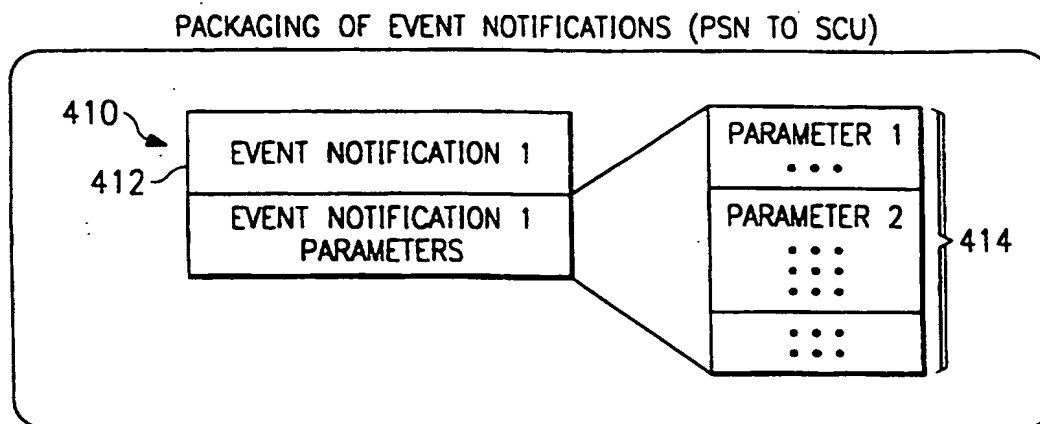 PACKAGING OF EVENT NOTIFICATIONS (PSN TO SCU)
410
412
EVENT NOTIFICATION 1
EVENT NOTIFICATION 1
PARAMETERS
PARAMETER 1
• • •
PARAMETER 2
• • •
• • •
• • •
• • •
• • •
414